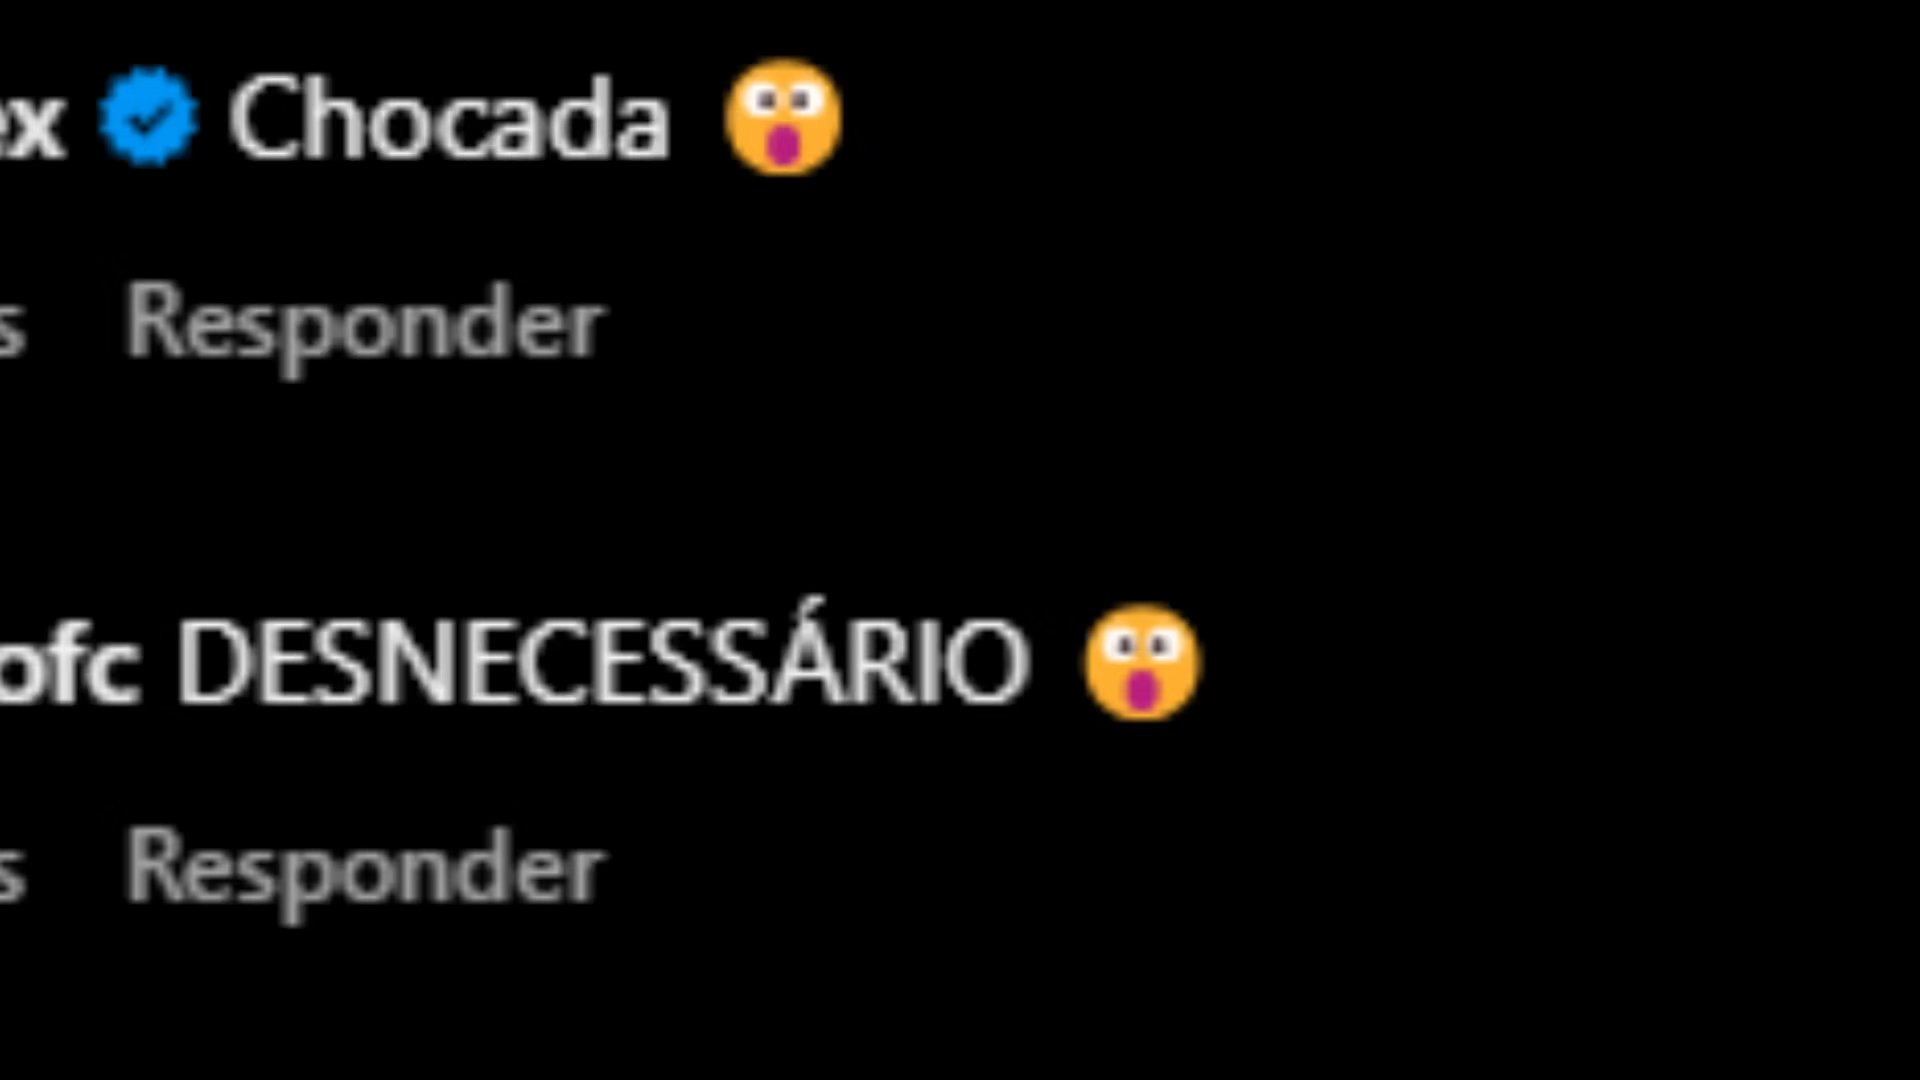 ex Chocada 😲
s Responder
ofc DESNECESSÁRIO 😲
s Responder